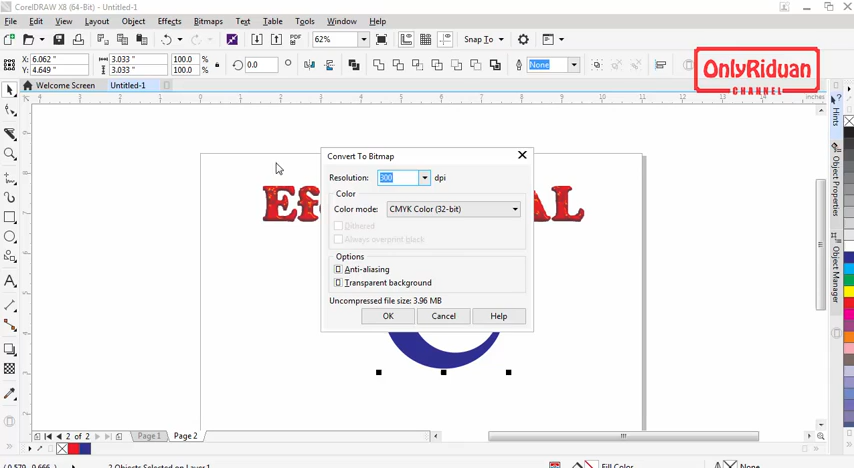 CorelDRAW X8 (64-Bit) - Untitled-1
File Edit View Layout Object Effects Bitmaps Text Table Tools Window Help
PDF 62% Snap To
X: 6.062 " 3.033 " 100.0 %
Y: 4.649 " 3.033 " 100.0 % 0.0 None
OnlyRiduan
CHANNEL
Welcome Screen Untitled-1
inches
Convert To Bitmap
Resolution: 300 dpi
Color
Color mode: CMYK Color (32-bit)
Dithered
Always overprint black
Options
Anti-aliasing
Transparent background
Uncompressed file size: 3.96 MB
OK Cancel Help
Hints
Object Properties
Object Manager
2 of 2 Page 1 Page 2
2 Objects Selected on Layer 1 Fill Color None